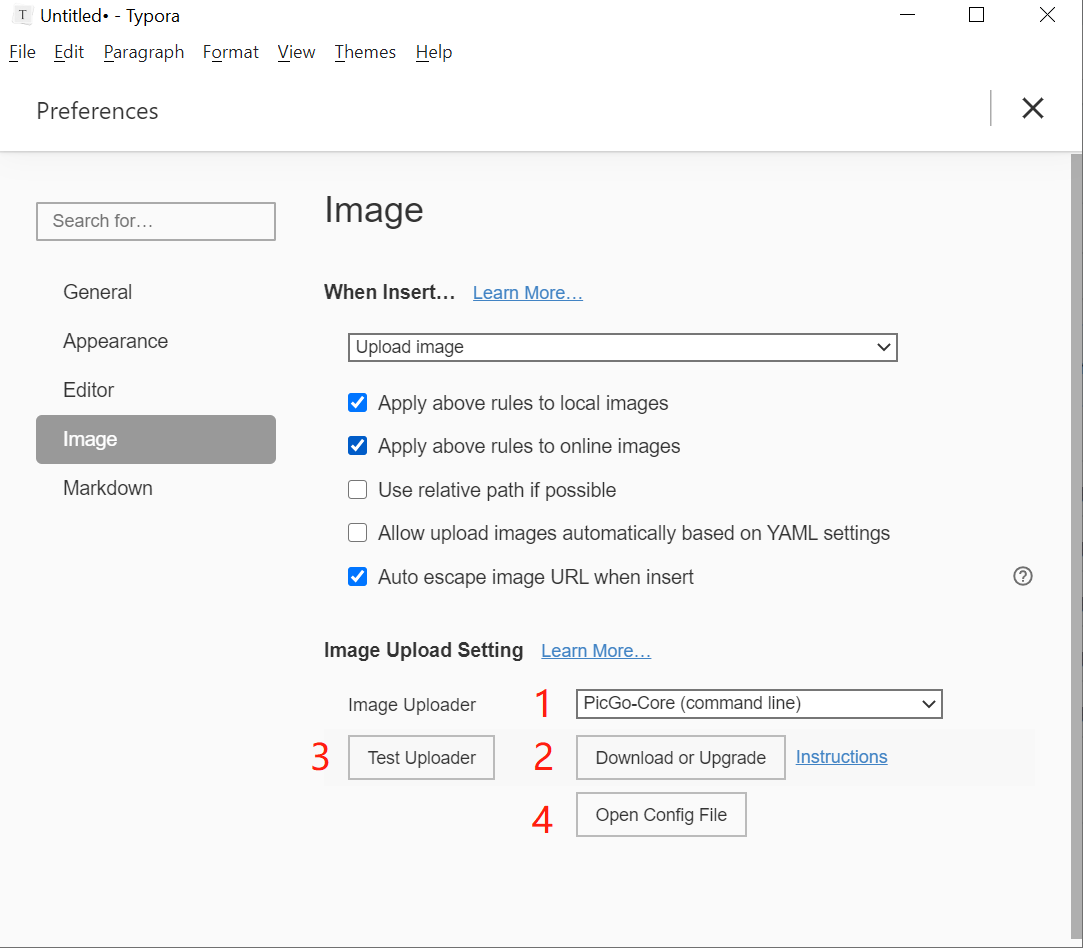 T Untitled• - Typora
File Edit Paragraph Format View Themes Help
Preferences
Search for…
General
Appearance
Editor
Image
Markdown
Image
When Insert… Learn More…
Upload image
Apply above rules to local images
Apply above rules to online images
Use relative path if possible
Allow upload images automatically based on YAML settings
Auto escape image URL when insert ?
Image Upload Setting Learn More…
Image Uploader 1 PicGo-Core (command line)
3 Test Uploader 2 Download or Upgrade Instructions
4 Open Config File